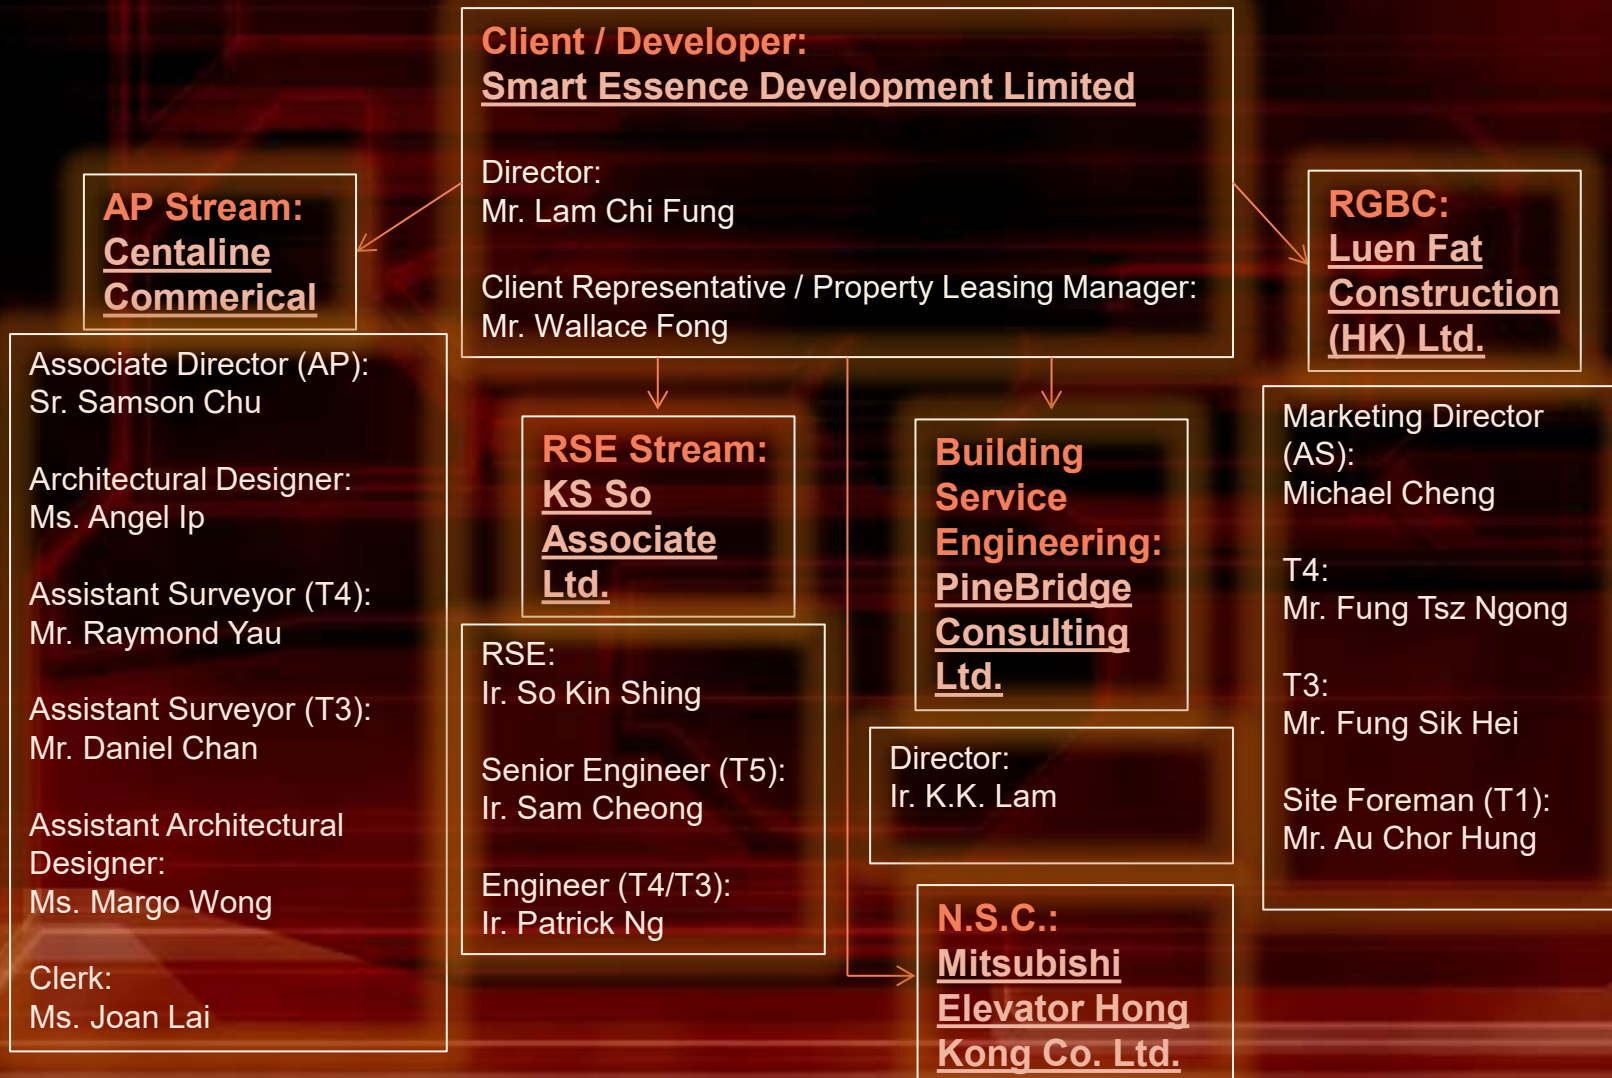 Client / Developer:
Smart Essence Development Limited
Director:
Mr. Lam Chi Fung
Client Representative / Property Leasing Manager:
Mr. Wallace Fong
AP Stream:
Centaline
Commerical
Associate Director (AP):
Sr. Samson Chu
Architectural Designer:
Ms. Angel Ip
Assistant Surveyor (T4):
Mr. Raymond Yau
Assistant Surveyor (T3):
Mr. Daniel Chan
Assistant Architectural
Designer:
Ms. Margo Wong
Clerk:
Ms. Joan Lai
RSE Stream:
KS So
Associate
Ltd.
RSE:
Ir. So Kin Shing
Senior Engineer (T5):
Ir. Sam Cheong
Engineer (T4/T3):
Ir. Patrick Ng
Building
Service
Engineering:
PineBridge
Consulting
Ltd.
Director:
Ir. K.K. Lam
N.S.C.:
Mitsubishi
Elevator Hong
Kong Co. Ltd.
RGBC:
Luen Fat
Construction
(HK) Ltd.
Marketing Director
(AS):
Michael Cheng
T4:
Mr. Fung Tsz Ngong
T3:
Mr. Fung Sik Hei
Site Foreman (T1):
Mr. Au Chor Hung